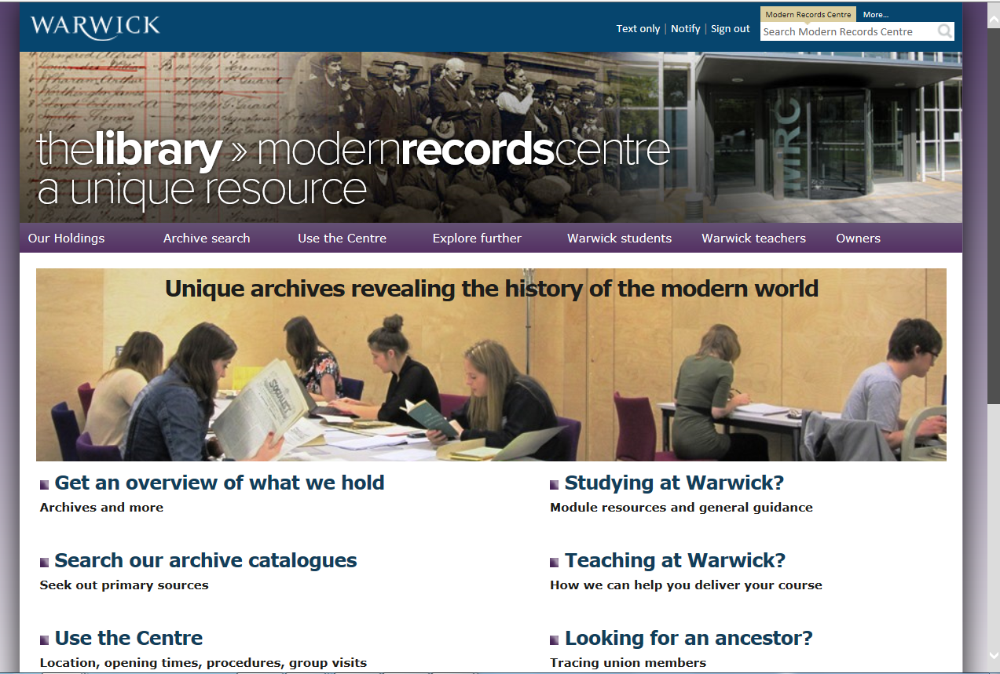 WARWICK
Text only | Notify | Sign out
Modern Records Centre More...
Search Modern Records Centre
thelibrary » modernrecordscentre
a unique resource
MRC
Our Holdings Archive search Use the Centre Explore further Warwick students Warwick teachers Owners
Unique archives revealing the history of the modern world
SOCIALIST
Get an overview of what we hold
Archives and more
Studying at Warwick?
Module resources and general guidance
Search our archive catalogues
Seek out primary sources
Teaching at Warwick?
How we can help you deliver your course
Use the Centre
Location, opening times, procedures, group visits
Looking for an ancestor?
Tracing union members